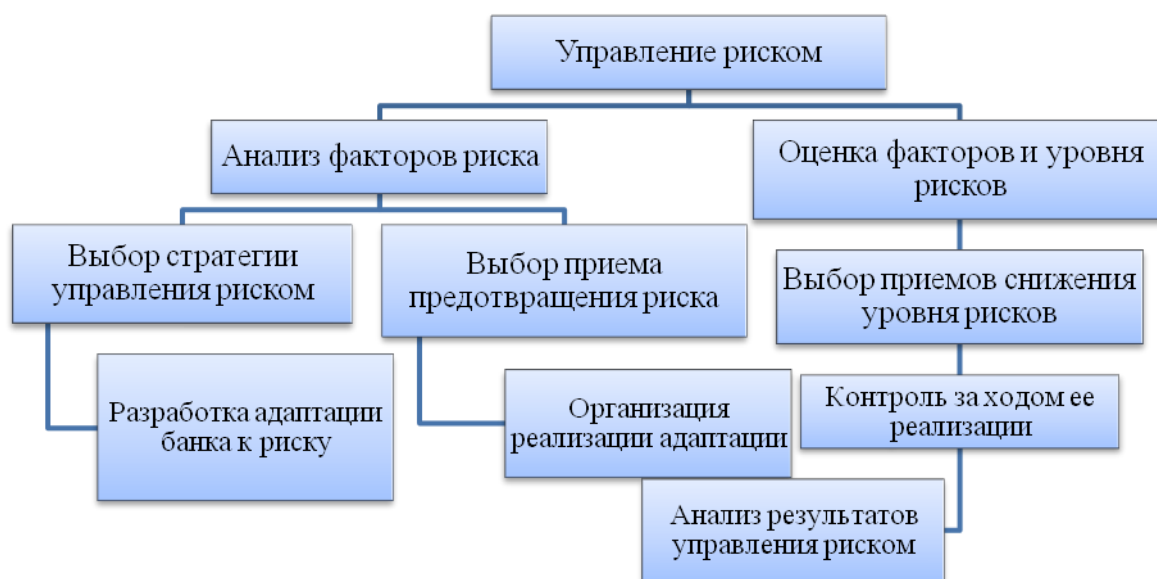 Управление риском
Анализ факторов риска
Оценка факторов и уровня
рисков
Выбор стратегии
управления риском
Выбор приема
предотвращения риска
Выбор приемов снижения
уровня рисков
Разработка адаптации
банка к риску
Организация
реализации адаптации
Контроль за ходом ее
реализации
Анализ результатов
управления риском